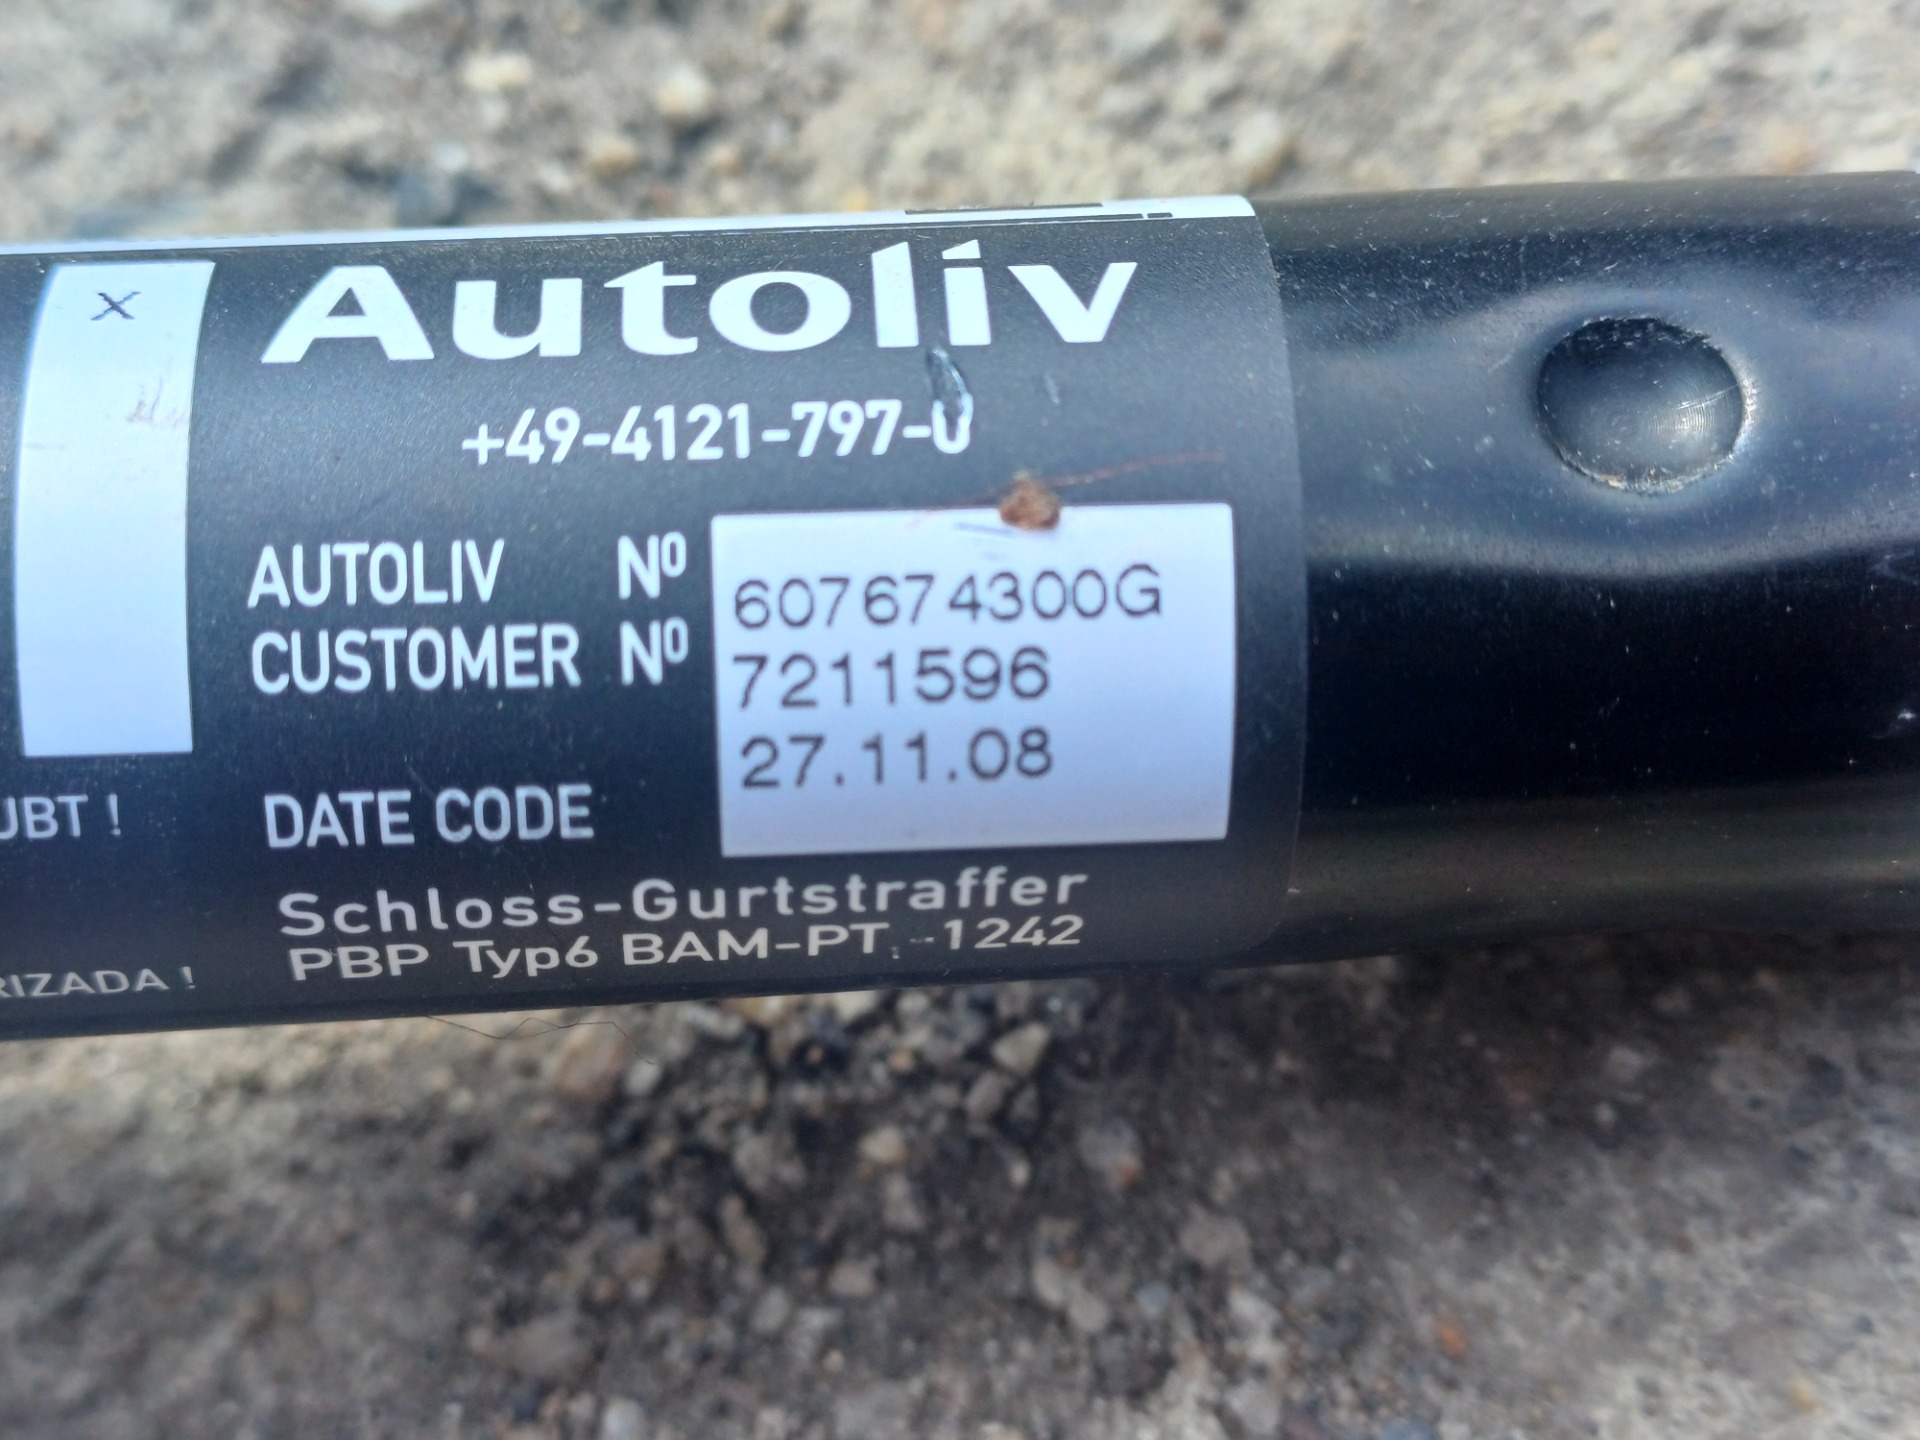 X
Autoliv
+49-4121-797-0
AUTOLIV Nº 607674300G
CUSTOMER Nº 7211596
DATE CODE 27.11.08
UBT !
Schloss-Gurtstraffer
PBP Typ6 BAM-PT -1242
RIZADA !